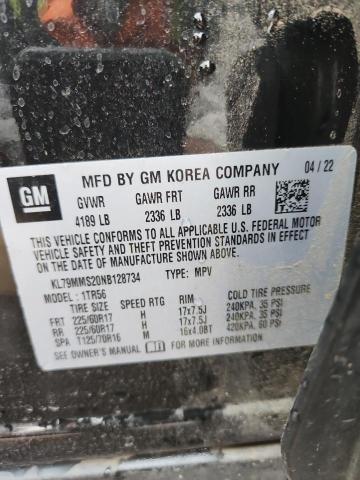 GM
MFD BY GM KOREA COMPANY 04/22
GVWR GAWR FRT GAWR RR
4189 LB 2336 LB 2336 LB
THIS VEHICLE CONFORMS TO ALL APPLICABLE U.S. FEDERAL MOTOR
VEHICLE SAFETY AND THEFT PREVENTION STANDARDS IN EFFECT
ON THE DATE OF MANUFACTURE SHOWN ABOVE.
KL79MMS20NB128734 TYPE: MPV
MODEL: 1TR56
TIRE SIZE SPEED RTG RIM COLD TIRE PRESSURE
FRT 225/60R17 H 17x7.5J 240KPA, 35 PSI
RR 225/60R17 H 17x7.5J 240KPA, 35 PSI
SPA T125/70R16 M 16x4.0BT 420KPA, 60 PSI
SEE OWNER'S MANUAL